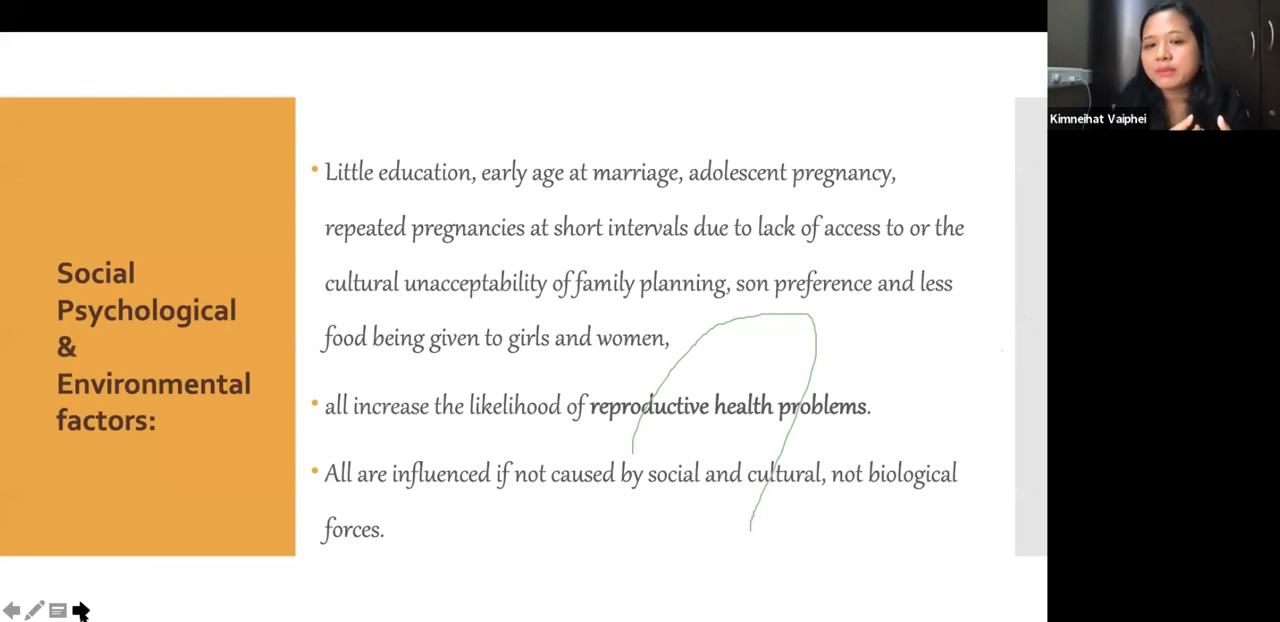 Social
Psychological
&
Environmental
factors:
• Little education, early age at marriage, adolescent pregnancy,
repeated pregnancies at short intervals due to lack of access to or the
cultural unacceptability of family planning, son preference and less
food being given to girls and women,
• all increase the likelihood of reproductive health problems.
• All are influenced if not caused by social and cultural, not biological
forces.
Kimneihat Vaiphei